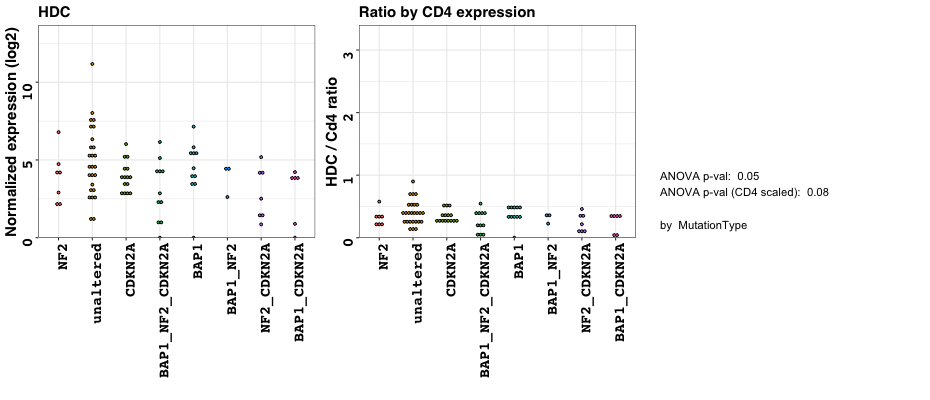 HDC
Normalized expression (log2)
10
5
0
NF2
unaltered
CDKN2A
BAP1_NF2_CDKN2A
BAP1
BAP1_NF2
NF2_CDKN2A
BAP1_CDKN2A
Ratio by CD4 expression
HDC / Cd4 ratio
3
2
1
0
NF2
unaltered
CDKN2A
BAP1_NF2_CDKN2A
BAP1
BAP1_NF2
NF2_CDKN2A
BAP1_CDKN2A
ANOVA p-val: 0.05
ANOVA p-val (CD4 scaled): 0.08
by MutationType